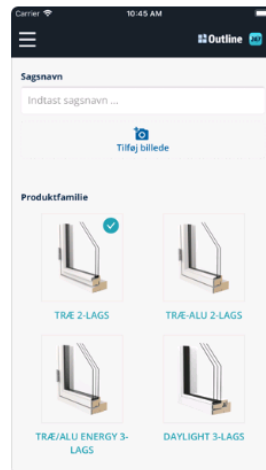 Carrier 10:45 AM
Outline
Sagsnavn
Indtast sagsnavn ...
Tilføj billede
Produktfamilie
TRÆ 2-LAGS
TRÆ-ALU 2-LAGS
TRÆ/ALU ENERGY 3-
LAGS
DAYLIGHT 3-LAGS